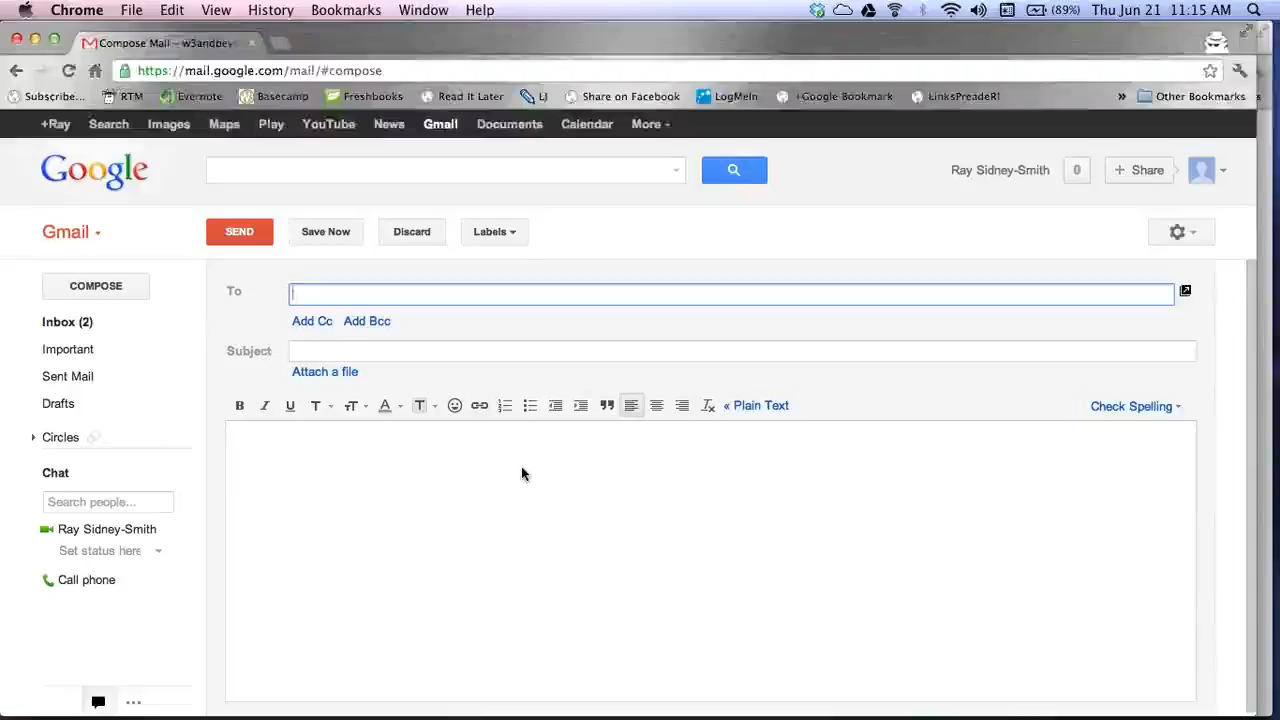 Chrome File Edit View History Bookmarks Window Help (89%) Thu Jun 21 11:15 AM
Compose Mail – w3andbev
https://mail.google.com/mail/#compose
Subscribe... RTM Evernote Basecamp Freshbooks Read It Later LJ Share on Facebook LogMeIn +Google Bookmark LinksPreadeR! » Other Bookmarks
+Ray Search Images Maps Play YouTube News Gmail Documents Calendar More
Google Ray Sidney-Smith 0 + Share
Gmail SEND Save Now Discard Labels
COMPOSE
To
Inbox (2)
Add Cc Add Bcc
Important
Subject
Sent Mail
Attach a file
Drafts
B I U T T A T « Plain Text Check Spelling
Circles
Chat
Search people...
Ray Sidney-Smith
Set status here
Call phone